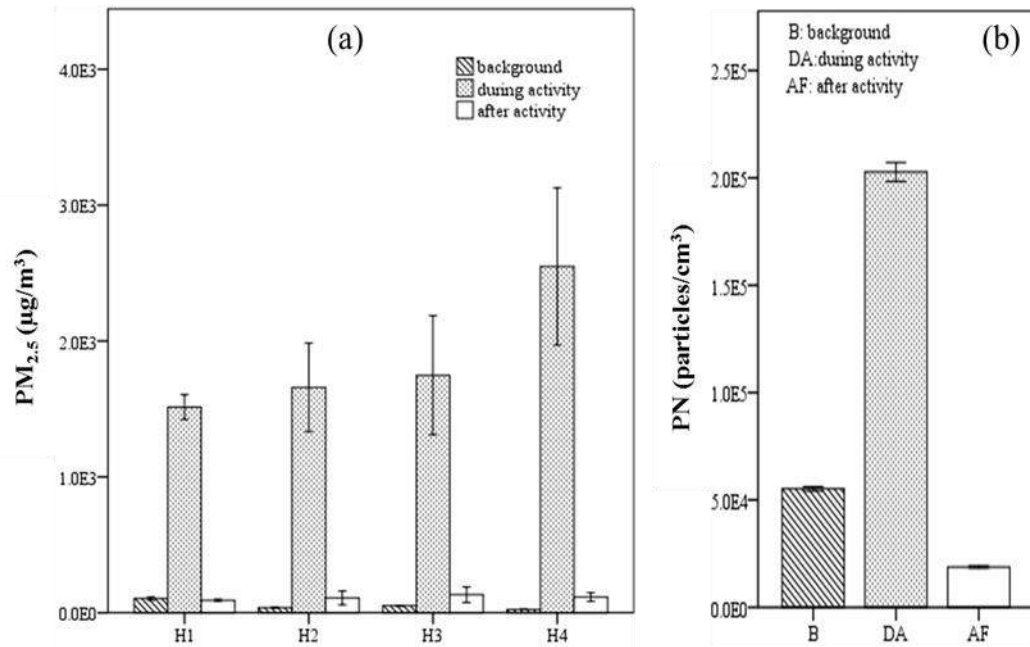 (a)
background
during activity
after activity
4.0E3
3.0E3
2.0E3
1.0E3
0.0E0
PM2.5 (µg/m³)
H1 H2 H3 H4
(b)
B: background
DA:during activity
AF: after activity
2.5E5
2.0E5
1.5E5
1.0E5
5.0E4
0.0E0
PN (particles/cm³)
B DA AF